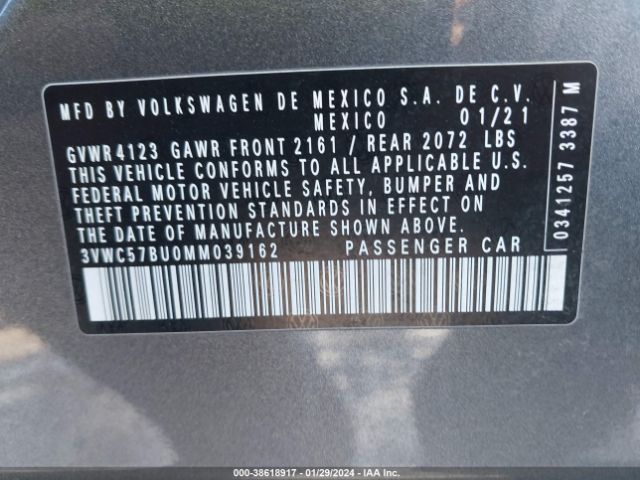 MFD BY VOLKSWAGEN DE MEXICO S.A. DE C.V.
MEXICO 01/21
GVWR4123 GAWR FRONT 2161 / REAR 2072 LBS
THIS VEHICLE CONFORMS TO ALL APPLICABLE U.S.
FEDERAL MOTOR VEHICLE SAFETY, BUMPER AND
THEFT PREVENTION STANDARDS IN EFFECT ON
THE DATE OF MANUFACTURE SHOWN ABOVE.
3VWC57BU0MM039162 PASSENGER CAR
0341257 3387 M
000-38618917 - 01/29/2024 - IAA Inc.